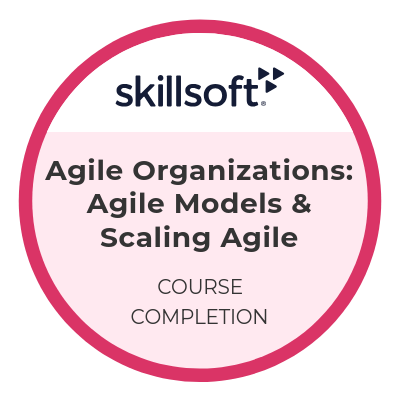 skillsoft®
Agile Organizations:
Agile Models &
Scaling Agile
COURSE
COMPLETION